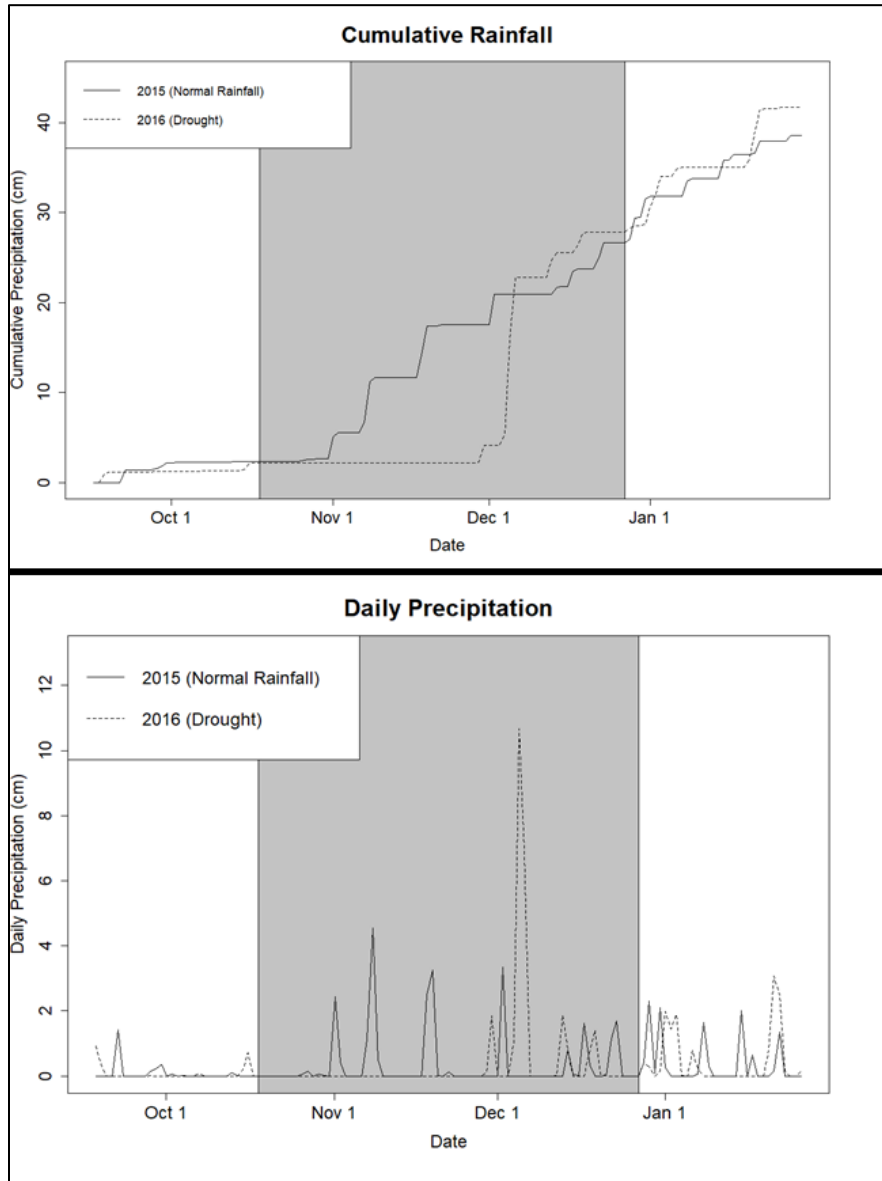 Cumulative Rainfall
2015 (Normal Rainfall)
2016 (Drought)
Cumulative Precipitation (cm)
40
30
20
10
0
Oct 1
Nov 1
Dec 1
Jan 1
Date
Daily Precipitation
2015 (Normal Rainfall)
2016 (Drought)
Daily Precipitation (cm)
12
10
8
6
4
2
0
Oct 1
Nov 1
Dec 1
Jan 1
Date